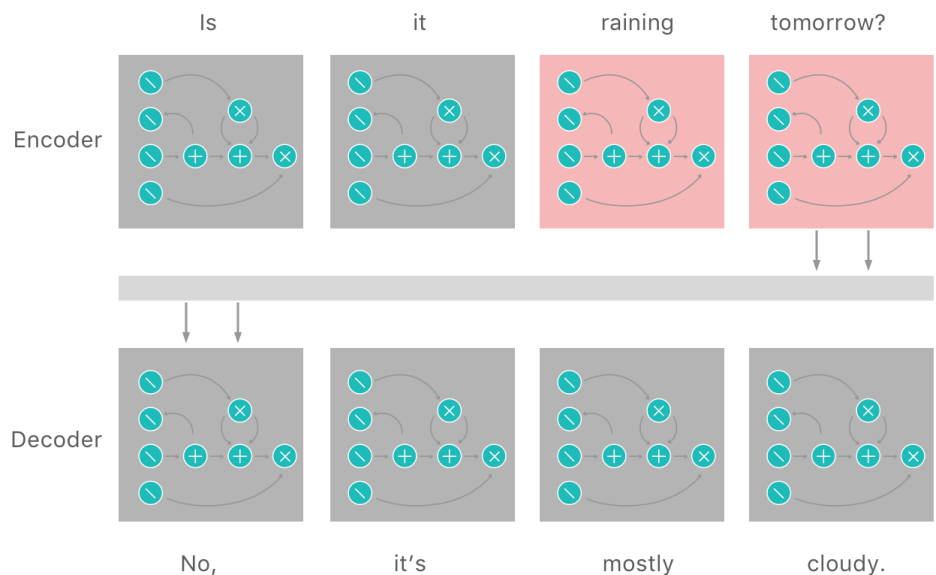 Is it raining tomorrow?
Encoder
Decoder
No, it’s mostly cloudy.